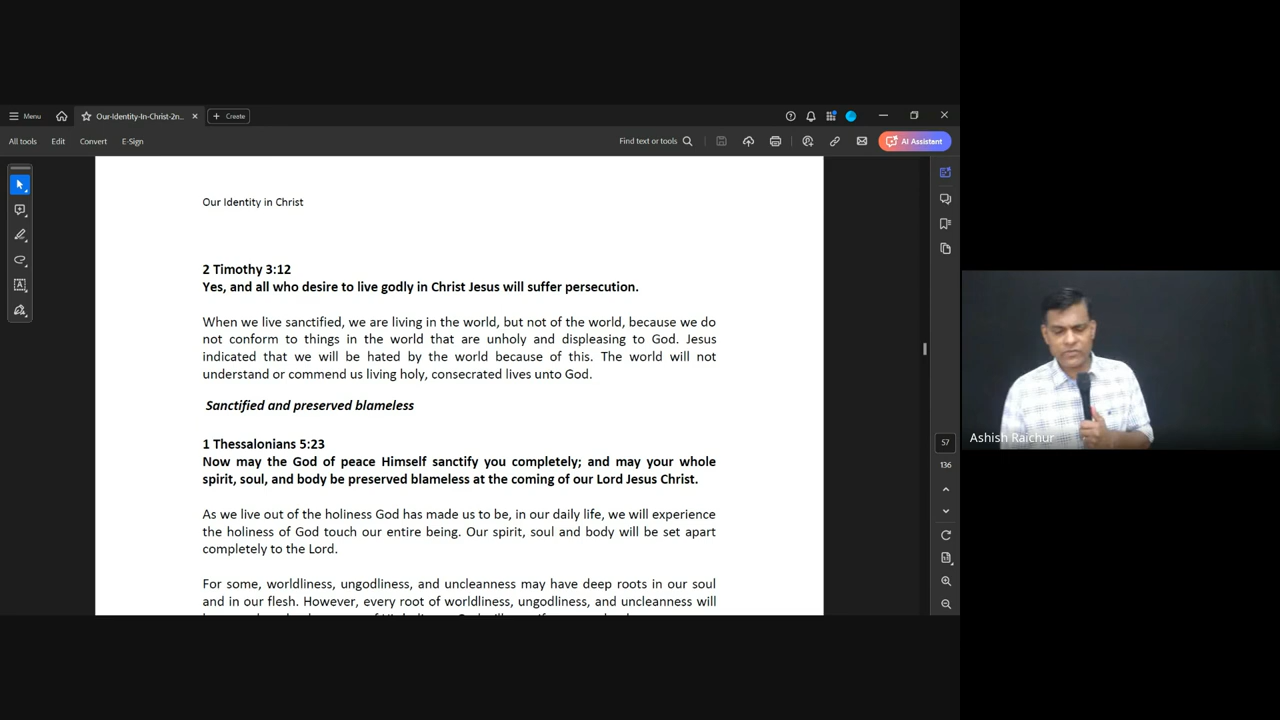 Menu
Our-Identity-In-Christ-2n...
Create
All tools
Edit
Convert
E-Sign
Find text or tools
AI Assistant
Our Identity in Christ
2 Timothy 3:12
Yes, and all who desire to live godly in Christ Jesus will suffer persecution.
When we live sanctified, we are living in the world, but not of the world, because we do
not conform to things in the world that are unholy and displeasing to God. Jesus
indicated that we will be hated by the world because of this. The world will not
understand or commend us living holy, consecrated lives unto God.
Sanctified and preserved blameless
1 Thessalonians 5:23
Now may the God of peace Himself sanctify you completely; and may your whole
spirit, soul, and body be preserved blameless at the coming of our Lord Jesus Christ.
As we live out of the holiness God has made us to be, in our daily life, we will experience
the holiness of God touch our entire being. Our spirit, soul and body will be set apart
completely to the Lord.
For some, worldliness, ungodliness, and uncleanness may have deep roots in our soul
and in our flesh. However, every root of worldliness, ungodliness, and uncleanness will
57
136
Ashish Raichur